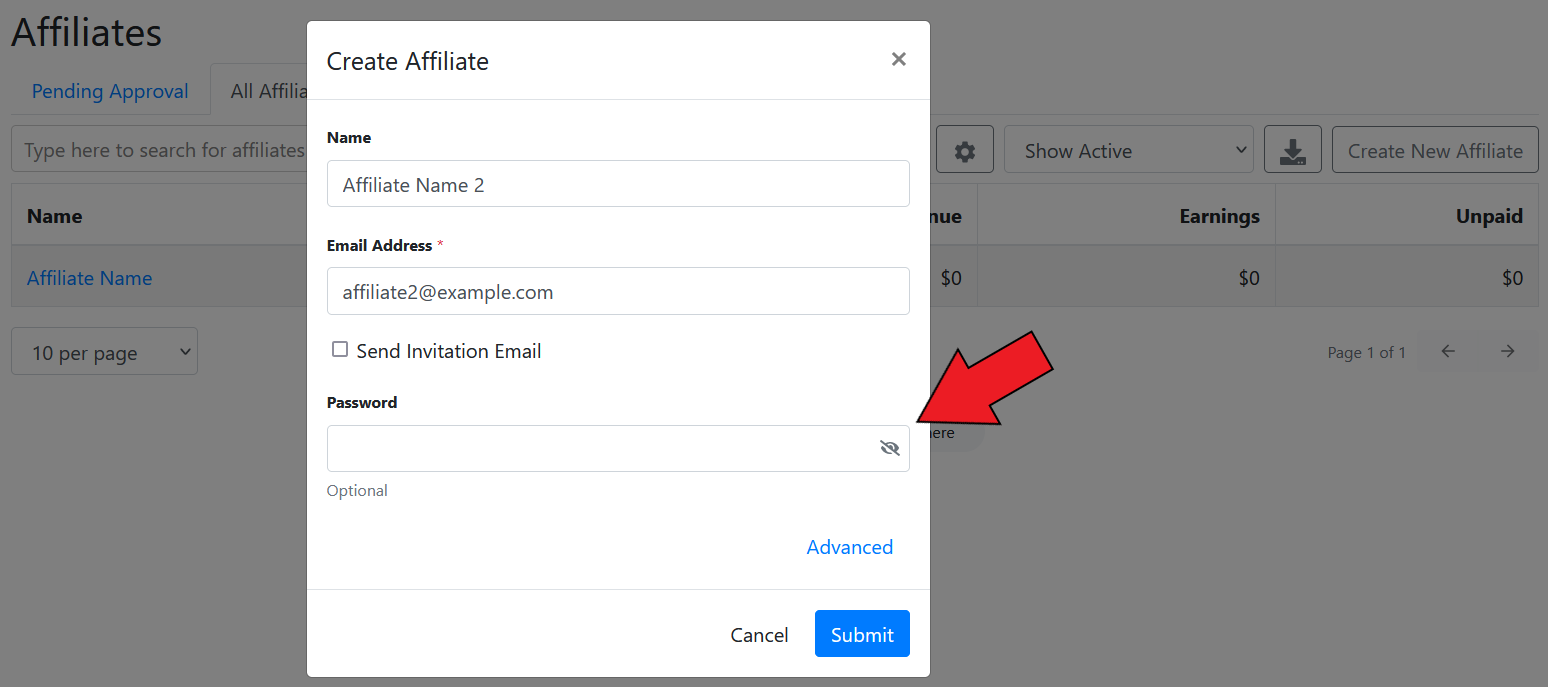 Affiliates
Pending Approval
All Affilia
Type here to search for affiliates
Show Active
Create New Affiliate
Name
nue
Earnings
Unpaid
Affiliate Name
$0
$0
$0
10 per page
Page 1 of 1
here
Create Affiliate
Name
Affiliate Name 2
Email Address *
affiliate2@example.com
Send Invitation Email
Password
Optional
Advanced
Cancel
Submit